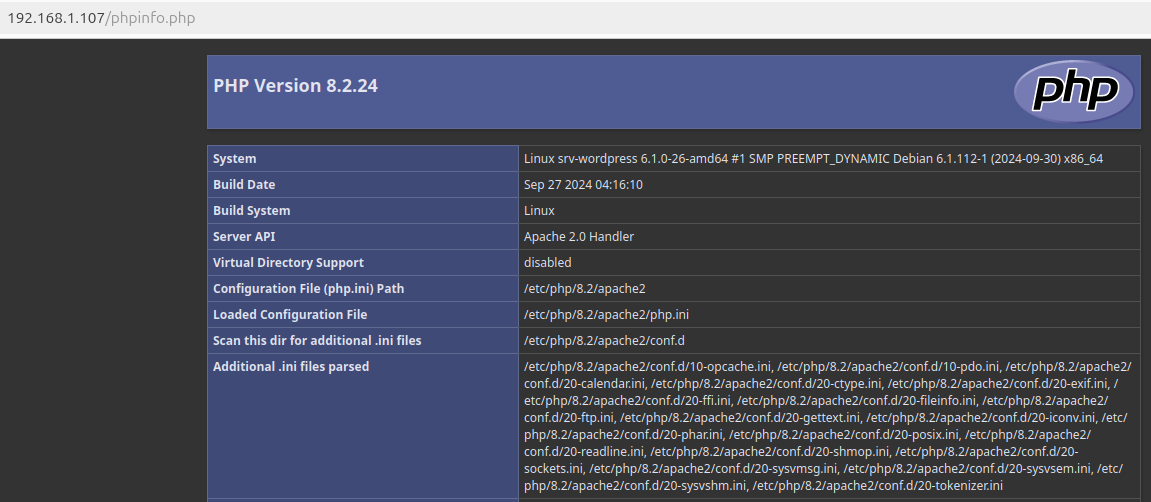 192.168.1.107/phpinfo.php
PHP Version 8.2.24
php
System Linux srv-wordpress 6.1.0-26-amd64 #1 SMP PREEMPT_DYNAMIC Debian 6.1.112-1 (2024-09-30) x86_64
Build Date Sep 27 2024 04:16:10
Build System Linux
Server API Apache 2.0 Handler
Virtual Directory Support disabled
Configuration File (php.ini) Path /etc/php/8.2/apache2
Loaded Configuration File /etc/php/8.2/apache2/php.ini
Scan this dir for additional .ini files /etc/php/8.2/apache2/conf.d
Additional .ini files parsed /etc/php/8.2/apache2/conf.d/10-opcache.ini, /etc/php/8.2/apache2/conf.d/10-pdo.ini, /etc/php/8.2/apache2/
conf.d/20-calendar.ini, /etc/php/8.2/apache2/conf.d/20-ctype.ini, /etc/php/8.2/apache2/conf.d/20-exif.ini, /
etc/php/8.2/apache2/conf.d/20-ffi.ini, /etc/php/8.2/apache2/conf.d/20-fileinfo.ini, /etc/php/8.2/apache2/
conf.d/20-ftp.ini, /etc/php/8.2/apache2/conf.d/20-gettext.ini, /etc/php/8.2/apache2/conf.d/20-iconv.ini, /etc/
php/8.2/apache2/conf.d/20-phar.ini, /etc/php/8.2/apache2/conf.d/20-posix.ini, /etc/php/8.2/apache2/
conf.d/20-readline.ini, /etc/php/8.2/apache2/conf.d/20-shmop.ini, /etc/php/8.2/apache2/conf.d/20-
sockets.ini, /etc/php/8.2/apache2/conf.d/20-sysvmsg.ini, /etc/php/8.2/apache2/conf.d/20-sysvsem.ini, /etc/
php/8.2/apache2/conf.d/20-sysvshm.ini, /etc/php/8.2/apache2/conf.d/20-tokenizer.ini